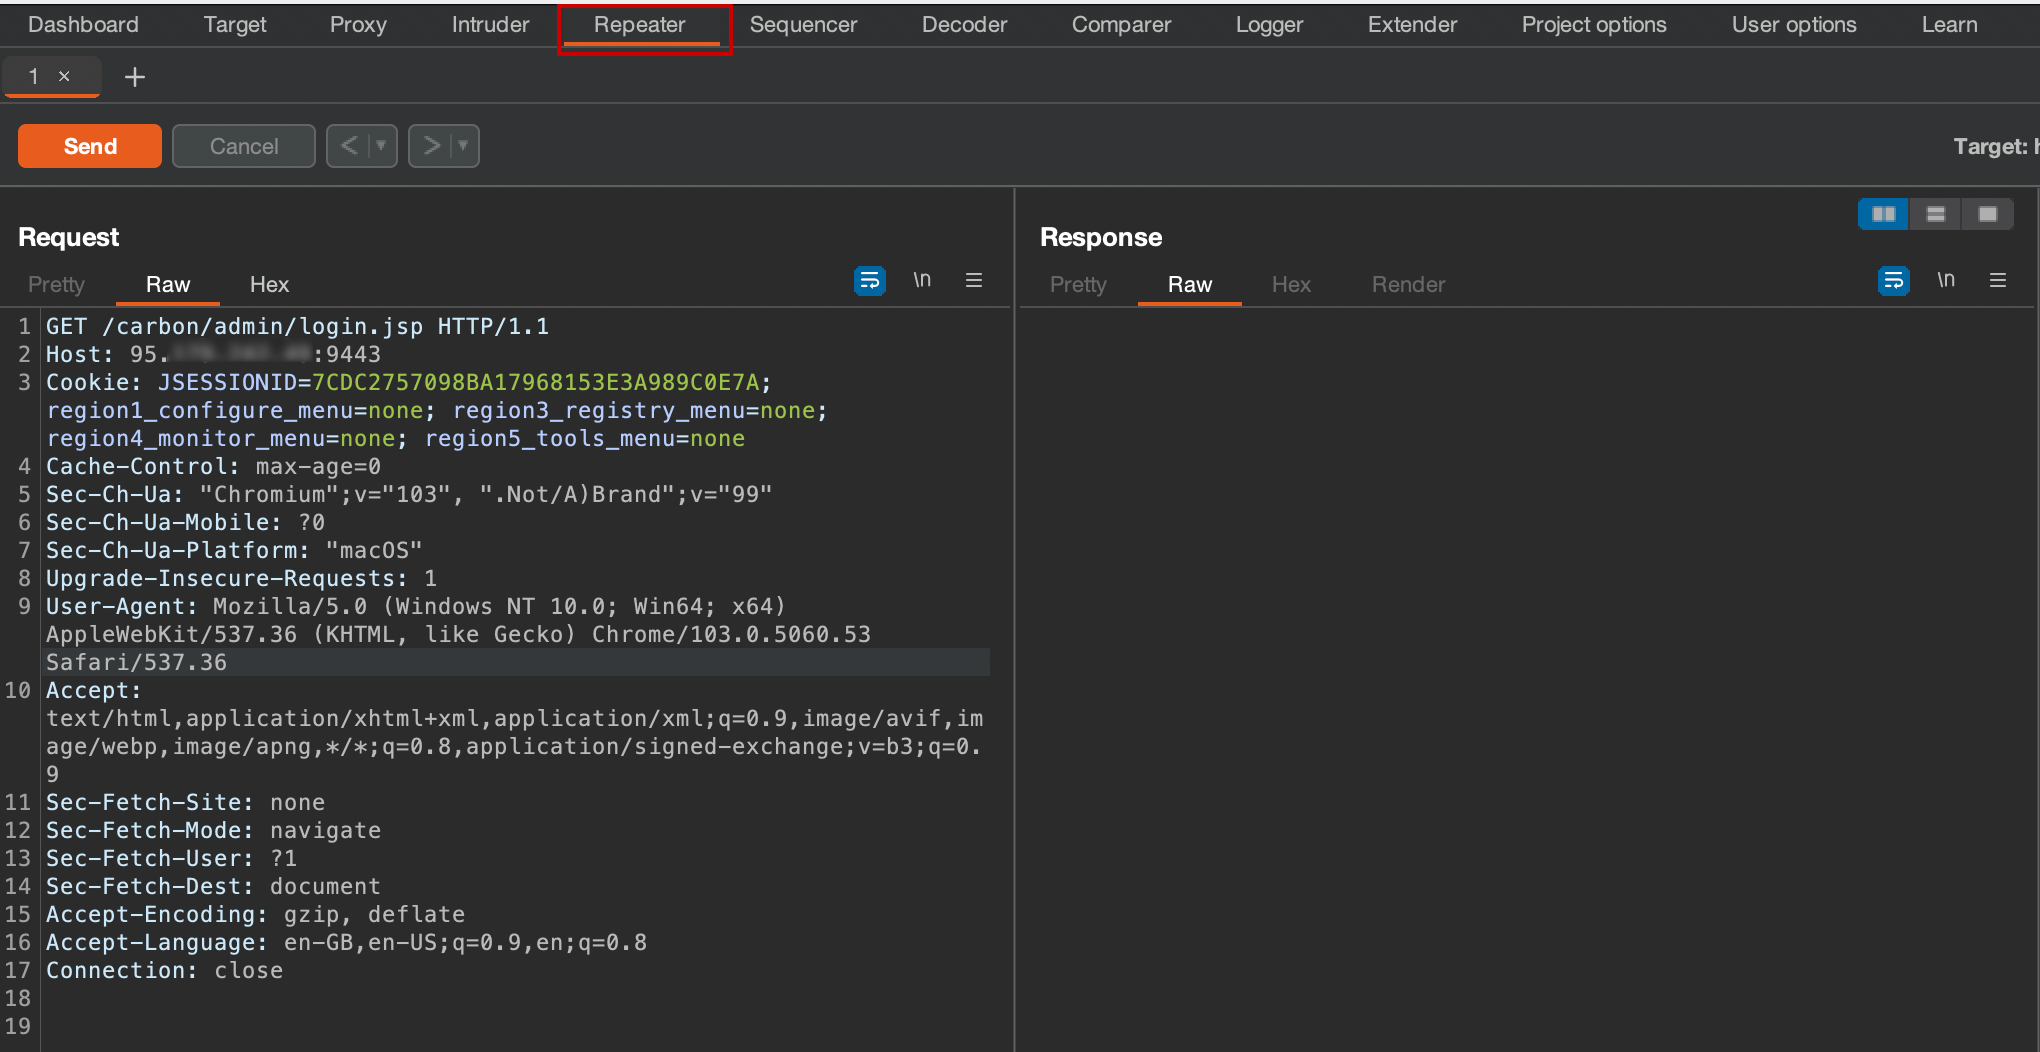 Dashboard Target Proxy Intruder Repeater Sequencer Decoder Comparer Logger Extender Project options User options Learn
1 × +
Send Cancel < > Target:
Request
Pretty Raw Hex \n
1 GET /carbon/admin/login.jsp HTTP/1.1
2 Host: 95. :9443
3 Cookie: JSESSIONID=7CDC2757098BA17968153E3A989C0E7A;
region1_configure_menu=none; region3_registry_menu=none;
region4_monitor_menu=none; region5_tools_menu=none
4 Cache-Control: max-age=0
5 Sec-Ch-Ua: "Chromium";v="103", ".Not/A)Brand";v="99"
6 Sec-Ch-Ua-Mobile: ?0
7 Sec-Ch-Ua-Platform: "macOS"
8 Upgrade-Insecure-Requests: 1
9 User-Agent: Mozilla/5.0 (Windows NT 10.0; Win64; x64)
AppleWebKit/537.36 (KHTML, like Gecko) Chrome/103.0.5060.53
Safari/537.36
10 Accept:
text/html,application/xhtml+xml,application/xml;q=0.9,image/avif,im
age/webp,image/apng,*/*;q=0.8,application/signed-exchange;v=b3;q=0.
9
11 Sec-Fetch-Site: none
12 Sec-Fetch-Mode: navigate
13 Sec-Fetch-User: ?1
14 Sec-Fetch-Dest: document
15 Accept-Encoding: gzip, deflate
16 Accept-Language: en-GB,en-US;q=0.9,en;q=0.8
17 Connection: close
18
19
Response
Pretty Raw Hex Render \n